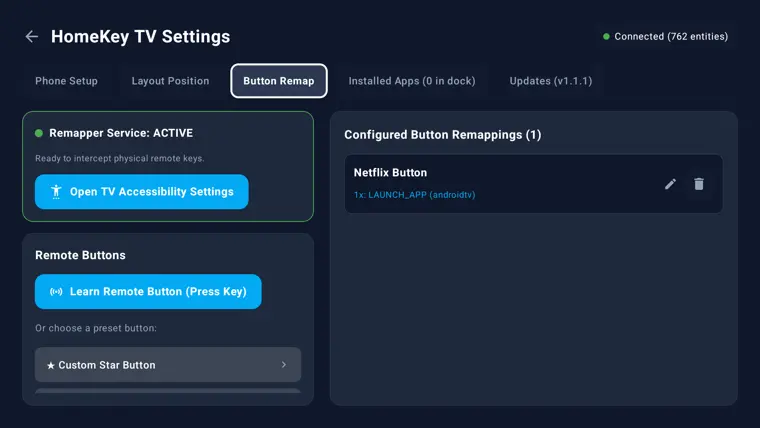 HomeKey TV Settings
Connected (762 entities)
Phone Setup
Layout Position
Button Remap
Installed Apps (0 in dock)
Updates (v1.1.1)
Remapper Service: ACTIVE
Ready to intercept physical remote keys.
Open TV Accessibility Settings
Remote Buttons
Learn Remote Button (Press Key)
Or choose a preset button:
★ Custom Star Button
Configured Button Remappings (1)
Netflix Button
1x: LAUNCH_APP (androidtv)